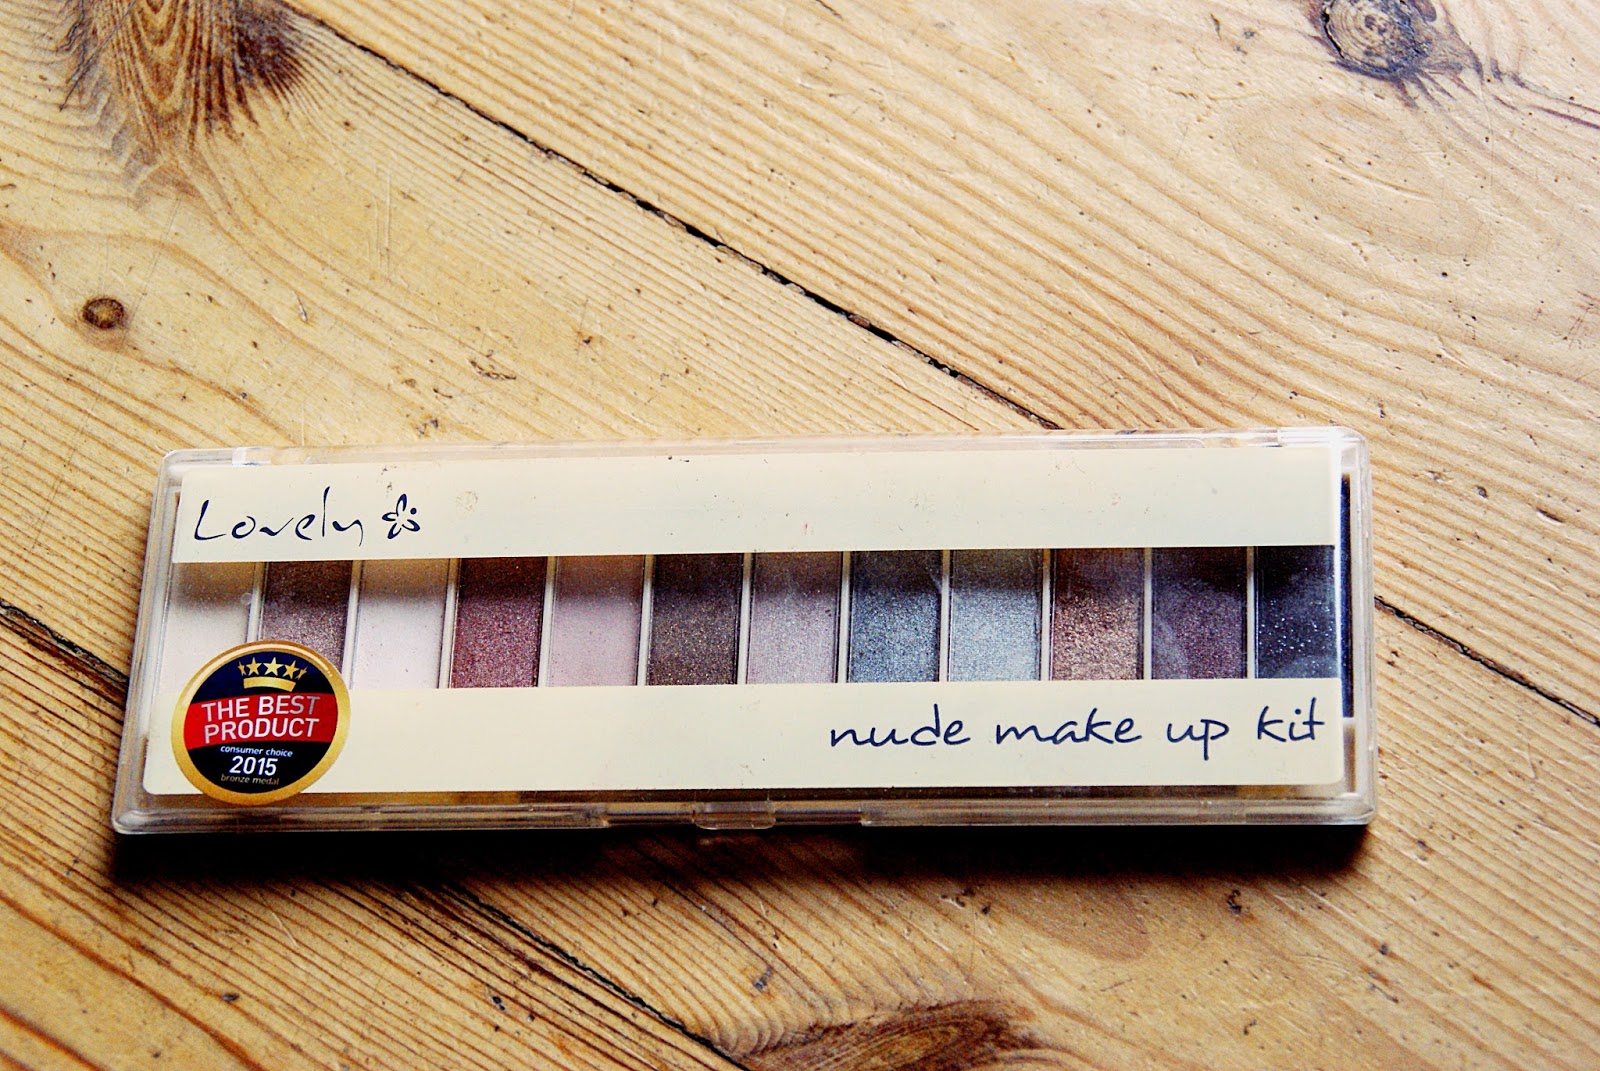 Lovely
THE BEST
PRODUCT
consumer choice
2015
bronze medal
nude make up kit